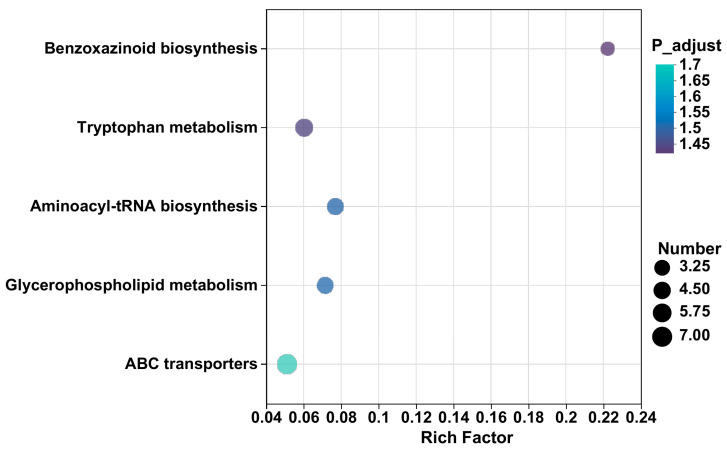 Benzoxazinoid biosynthesis
Tryptophan metabolism
Aminoacyl-tRNA biosynthesis
Glycerophospholipid metabolism
ABC transporters
0.04 0.06 0.08 0.1 0.12 0.14 0.16 0.18 0.2 0.22 0.24
Rich Factor
P_adjust
1.7
1.65
1.6
1.55
1.5
1.45
Number
3.25
4.50
5.75
7.00